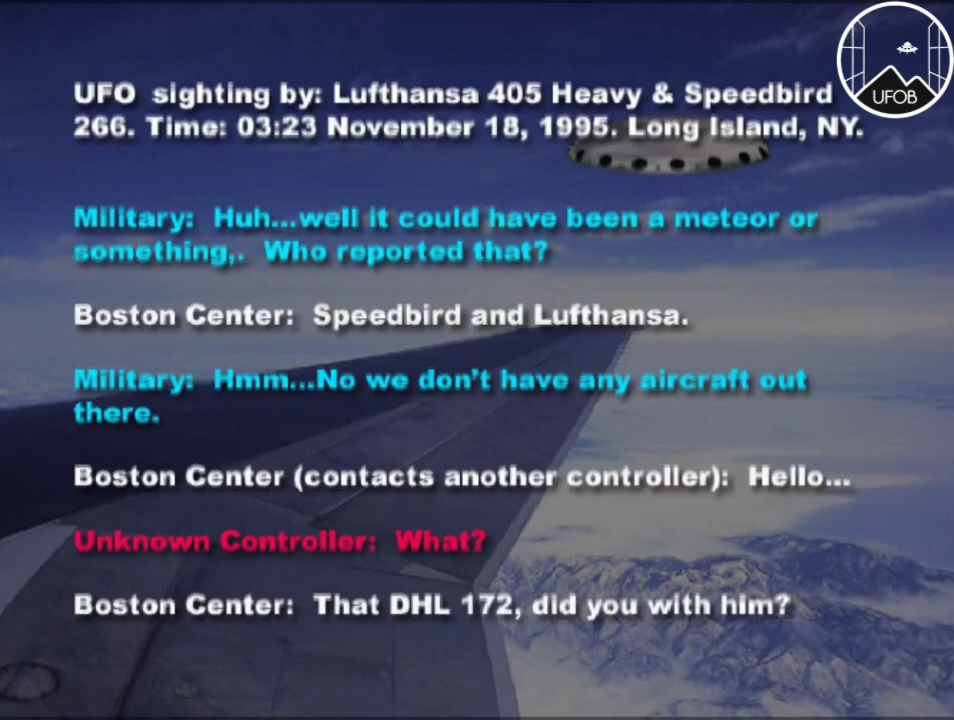 UFO sighting by: Lufthansa 405 Heavy & Speedbird
266. Time: 03:23 November 18, 1995. Long Island, NY.
UFOB
Military: Huh...well it could have been a meteor or
something,. Who reported that?
Boston Center: Speedbird and Lufthansa.
Military: Hmm...No we don't have any aircraft out
there.
Boston Center (contacts another controller): Hello...
Unknown Controller: What?
Boston Center: That DHL 172, did you with him?